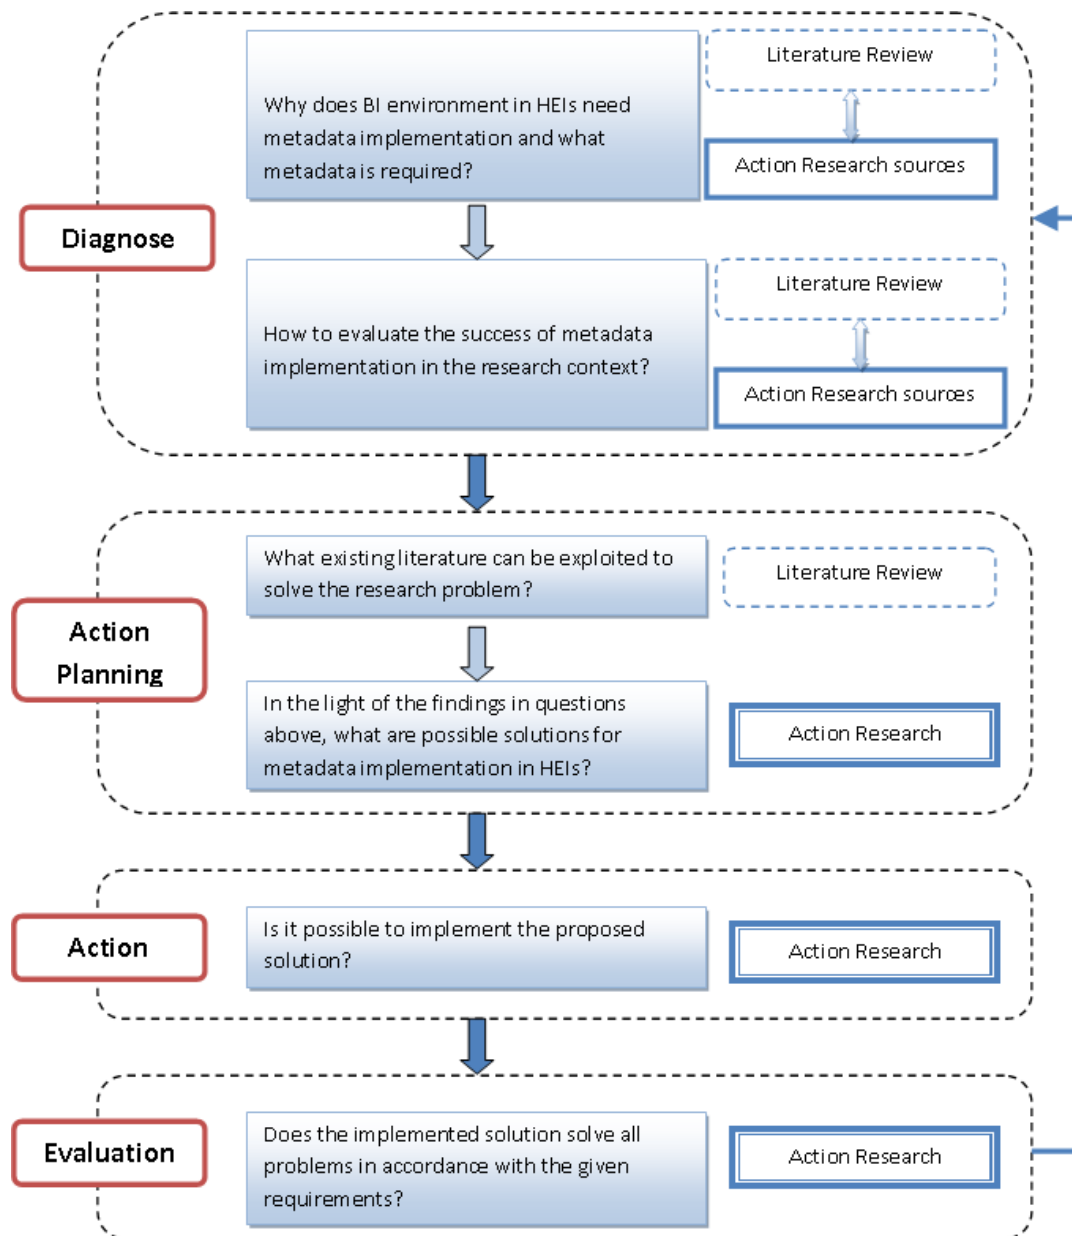 Literature Review
Why does BI environment in HEIs need
metadata implementation and what
metadata is required?
Action Research sources
Diagnose
Literature Review
How to evaluate the success of metadata
implementation in the research context?
Action Research sources
What existing literature can be exploited to
solve the research problem?
Literature Review
Action
Planning
In the light of the findings in questions
above, what are possible solutions for
metadata implementation in HEIs?
Action Research
Action
Is it possible to implement the proposed
solution?
Action Research
Evaluation
Does the implemented solution solve all
problems in accordance with the given
requirements?
Action Research